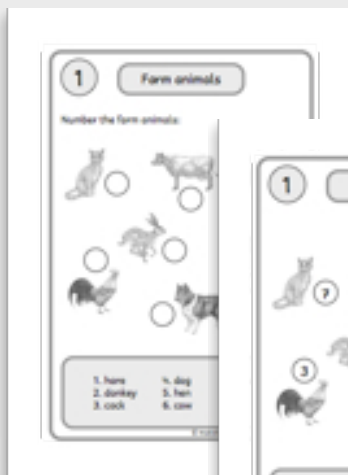 1
Farm animals
Number the farm animals:
1. hare
2. donkey
3. cock
4. dog
5. hen
6. cow
1
7
3